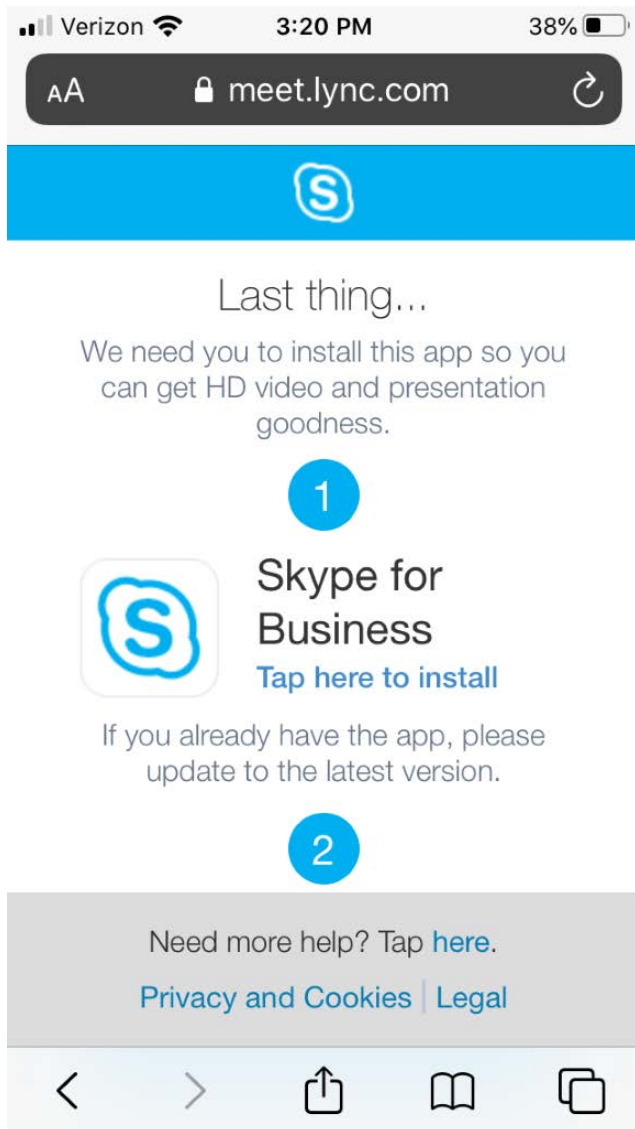 Verizon 3:20 PM 38%
AA meet.lync.com
S
Last thing...
We need you to install this app so you
can get HD video and presentation
goodness.
1
S
Skype for
Business
Tap here to install
If you already have the app, please
update to the latest version.
2
Need more help? Tap here.
Privacy and Cookies | Legal